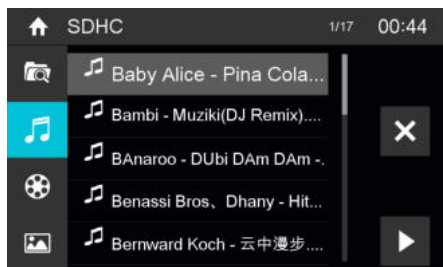 SDHC 1/17 00:44
Baby Alice - Pina Cola...
Bambi - Muziki(DJ Remix)....
BAnaroo - DUbi DAm DAm -.
Benassi Bros、Dhany - Hit...
Bernward Koch - 云中漫步....